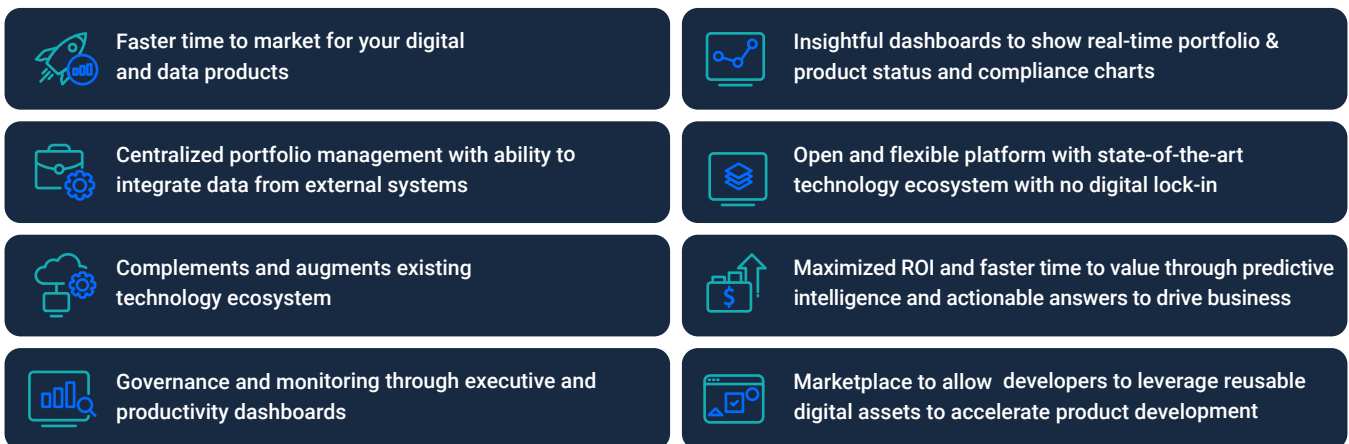 Faster time to market for your digital
and data products
Insightful dashboards to show real-time portfolio &
product status and compliance charts
Centralized portfolio management with ability to
integrate data from external systems
Open and flexible platform with state-of-the-art
technology ecosystem with no digital lock-in
Complements and augments existing
technology ecosystem
$
Maximized ROI and faster time to value through predictive
intelligence and actionable answers to drive business
Governance and monitoring through executive and
productivity dashboards
Marketplace to allow developers to leverage reusable
digital assets to accelerate product development